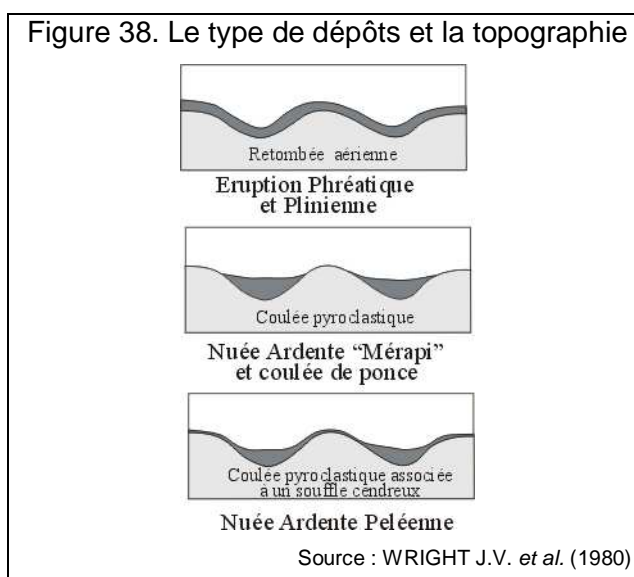 Figure 38. Le type de dépôts et la topographie
Retombée aérienne
Eruption Phréatique
et Plinienne
Coulée pyroclastique
Nuée Ardente “Mérapi”
et coulée de ponce
Coulée pyroclastique associée
à un souffle cendreux
Nuée Ardente Peléenne
Source : WRIGHT J.V. et al. (1980)